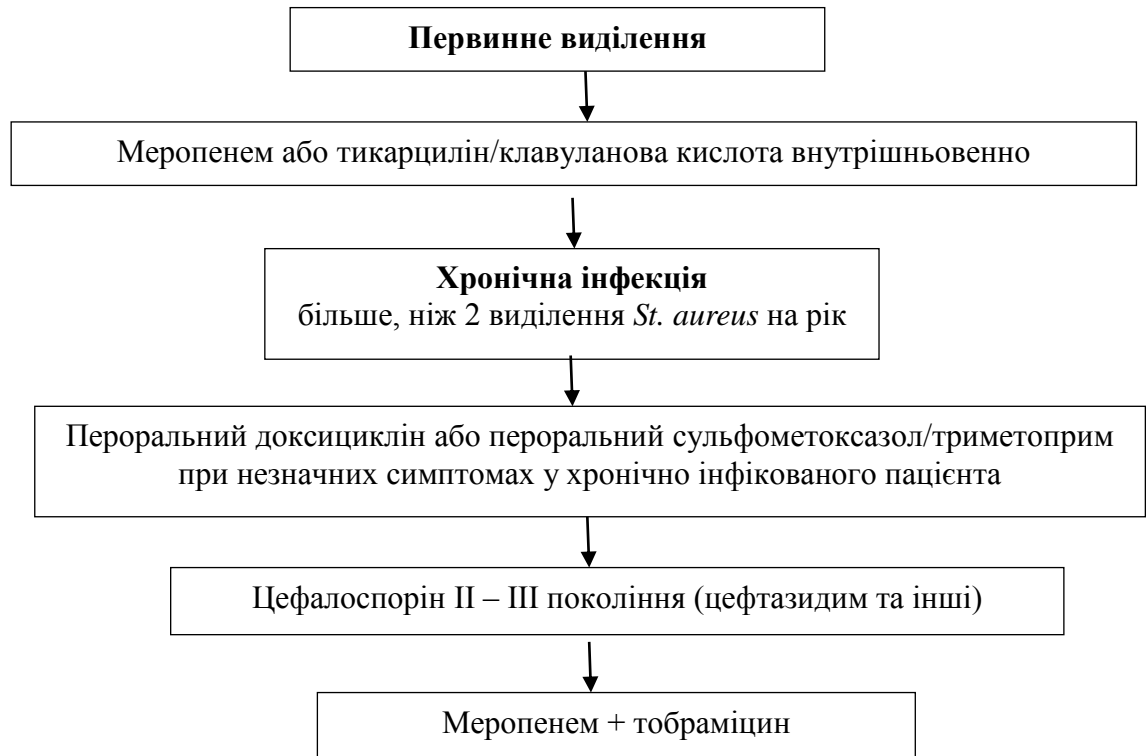 Первинне виділення
Меропенем або тикарцилін/клавуланова кислота внутрішньовенно
Хронічна інфекція
більше, ніж 2 виділення St. aureus на рік
Пероральний доксициклін або пероральний сульфометоксазол/триметоприм
при незначних симптомах у хронічно інфікованого пацієнта
Цефалоспорін II – III покоління (цефтазидим та інші)
Меропенем + тобраміцин